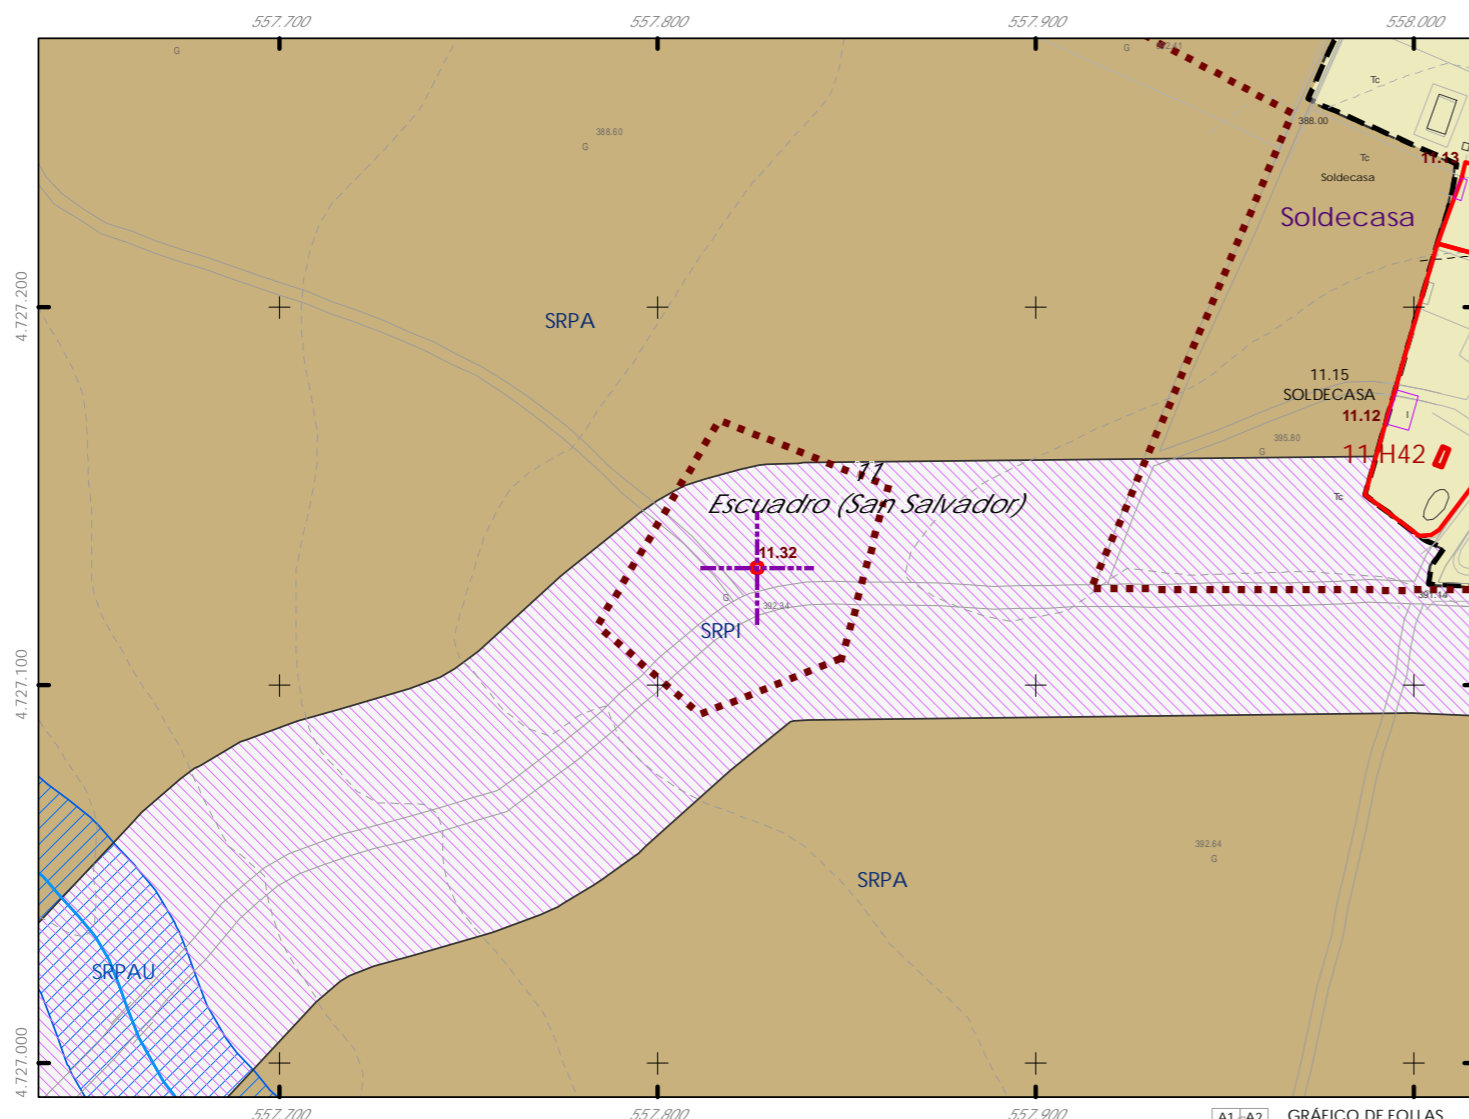 557.700 557.800 557.900 558.000
G
G
388.60
G
Tc
388.00
Tc
11.13
Soldecasa
Soldecasa
4.727.200
SRPA
11.15
SOLDECASA
11.12
I
395.80
G
11.H42
11
Tc
Escuadro (San Salvador)
11.32
G
392.34
SRPI
4.727.100
392.64
G
SRPA
SRPAU
4.727.000
557.700 557.800 557.900
A1 A2 GRÁFICO DE FOLLAS